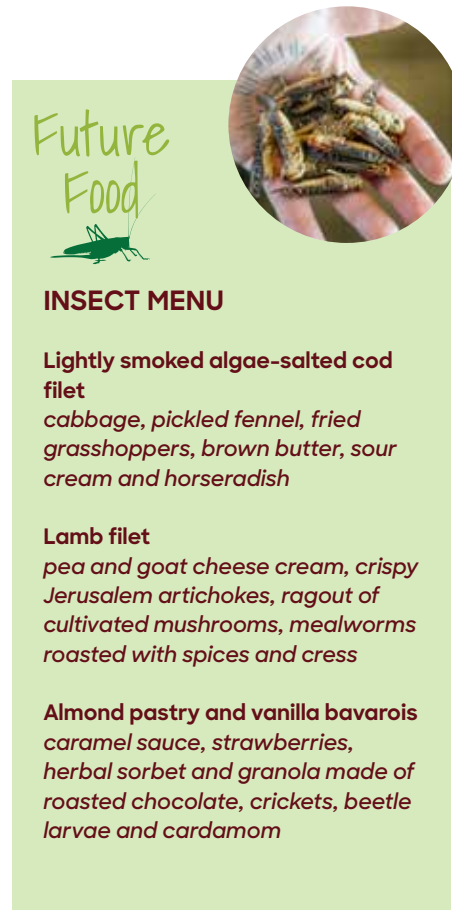 Future
Food
INSECT MENU
Lightly smoked algae-salted cod
filet
cabbage, pickled fennel, fried
grasshoppers, brown butter, sour
cream and horseradish
Lamb filet
pea and goat cheese cream, crispy
Jerusalem artichokes, ragout of
cultivated mushrooms, mealworms
roasted with spices and cress
Almond pastry and vanilla bavarois
caramel sauce, strawberries,
herbal sorbet and granola made of
roasted chocolate, crickets, beetle
larvae and cardamom